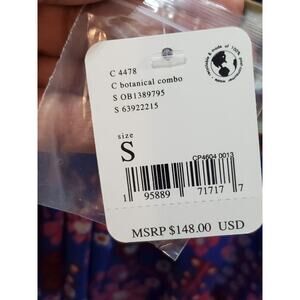 C 4478
C botanical combo
S OB1389795
S 63922215
size
S
CP4604 0013
1 95889 71717 7
MSRP $148.00 USD